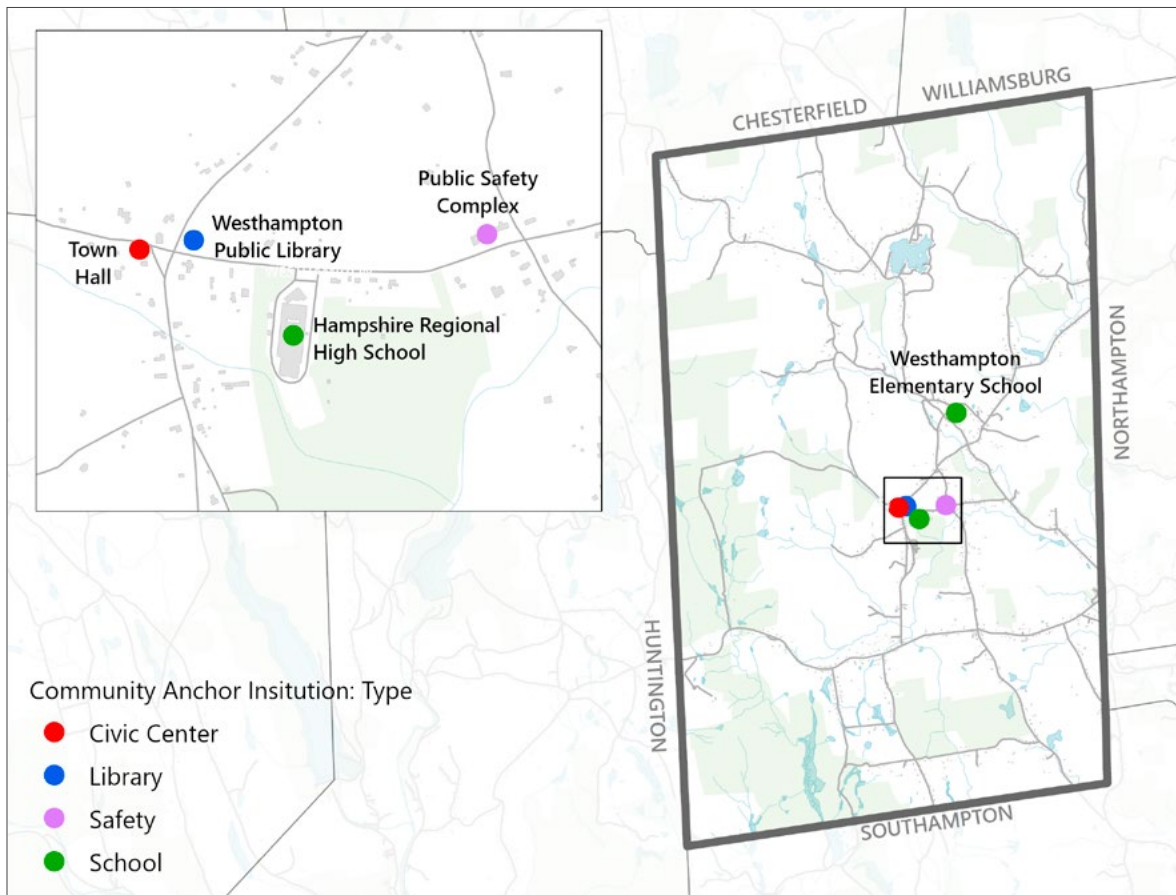 Public Safety
Complex
Westhampton
Public Library
Town
Hall
Hampshire Regional
High School
CHESTERFIELD
WILLIAMSBURG
Westhampton
Elementary School
NORTHAMPTON
HUNTINGTON
SOUTHAMPTON
Community Anchor Insitution: Type
Civic Center
Library
Safety
School